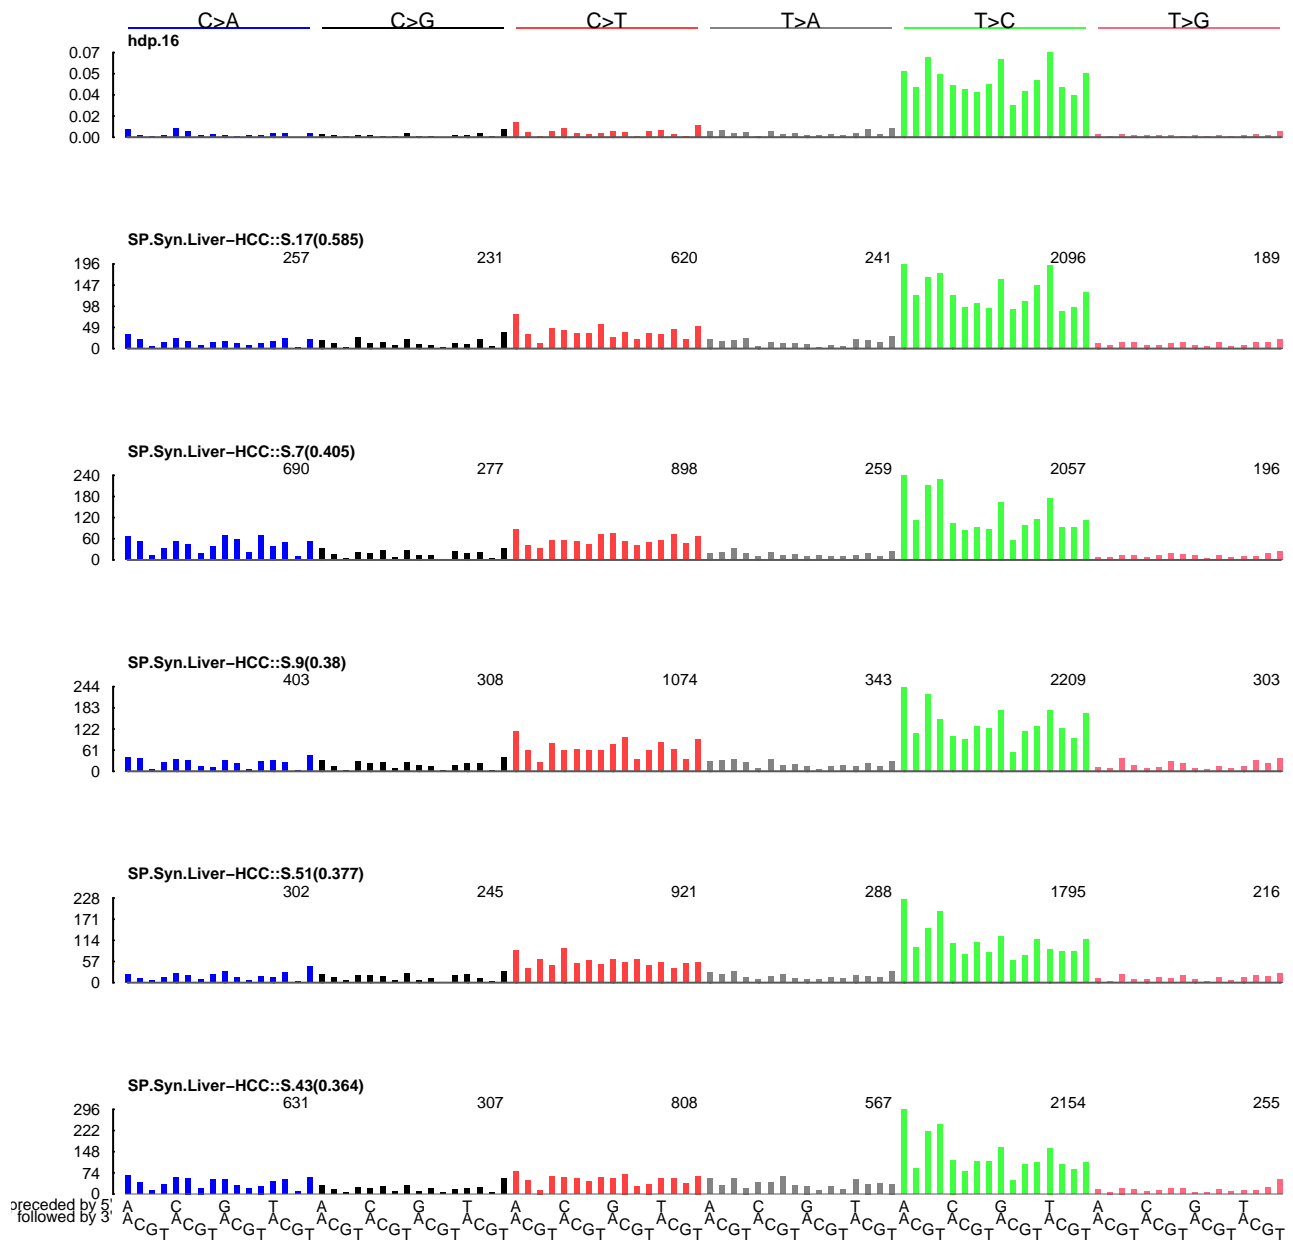 C>A C>G C>T T>A T>C T>G
hdp.16
0.07
0.05
0.04
0.02
0.00
SP.Syn.Liver−HCC::S.17(0.585)
257 231 620 241 2096 189
196
147
98
49
0
SP.Syn.Liver−HCC::S.7(0.405)
690 277 898 259 2057 196
240
180
120
60
0
SP.Syn.Liver−HCC::S.9(0.38)
403 308 1074 343 2209 303
244
183
122
61
0
SP.Syn.Liver−HCC::S.51(0.377)
302 245 921 288 1795 216
228
171
114
57
0
SP.Syn.Liver−HCC::S.43(0.364)
631 307 808 567 2154 255
296
222
148
74
0
preceded by 5' A C G T A C G T A C G T A C G T A C G T A C G T
followed by 3' A C G T A C G T A C G T A C G T A C G T A C G T A C G T A C G T A C G T A C G T A C G T A C G T A C G T A C G T A C G T A C G T A C G T A C G T A C G T A C G T A C G T A C G T A C G T A C G T